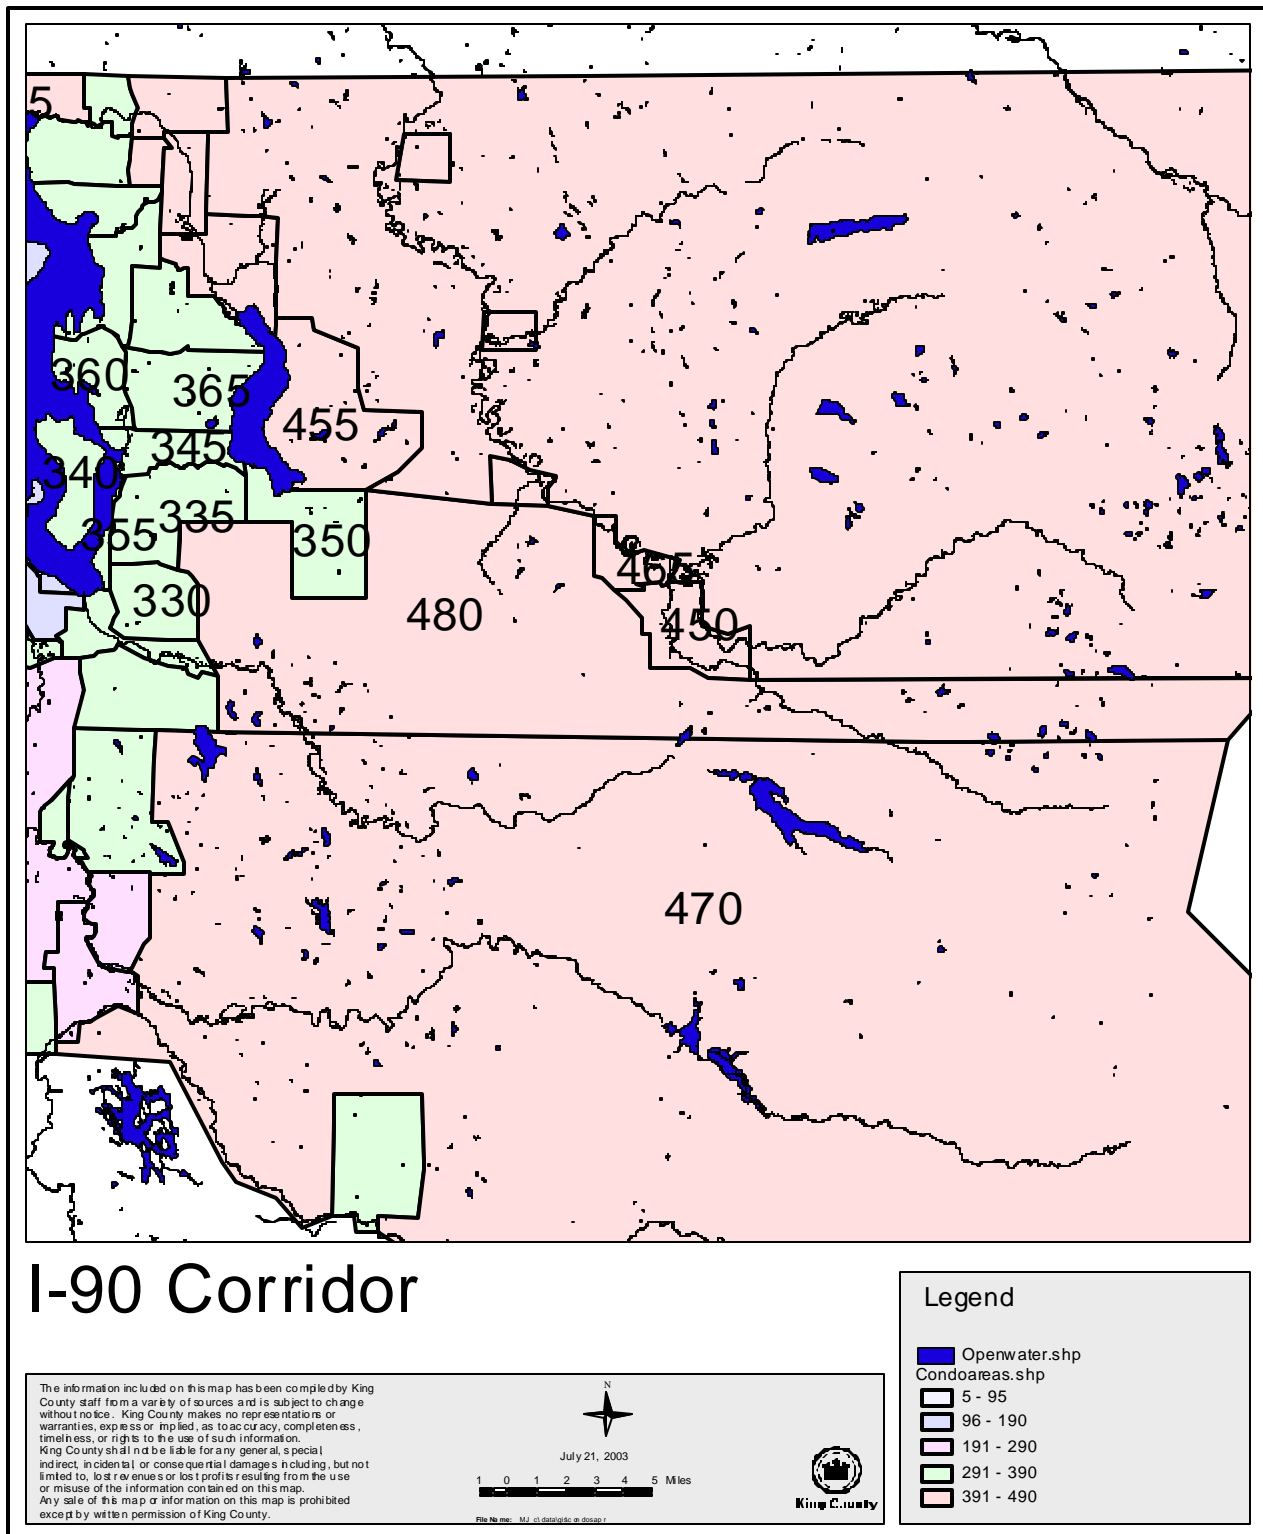 5
360
365
455
345
340
335
355
350
465
330
480
450
470
I-90 Corridor
Legend
Openwater.shp
Condoareas.shp
5 - 95
96 - 190
191 - 290
291 - 390
391 - 490
The information included on this map has been compiled by King
County staff from a variety of sources and is subject to change
without notice. King County makes no representations or
warranties, express or implied, as to accuracy, completeness,
timeliness, or rights to the use of such information.
King County shall not be liable for any general, special,
indirect, incidental, or consequential damages including, but not
limited to, lost revenues or lost profits resulting from the use
or misuse of the information contained on this map.
Any sale of this map or information on this map is prohibited
except by written permission of King County.
N
July 21, 2003
1 0 1 2 3 4 5 Miles
File Name: MJ
King County